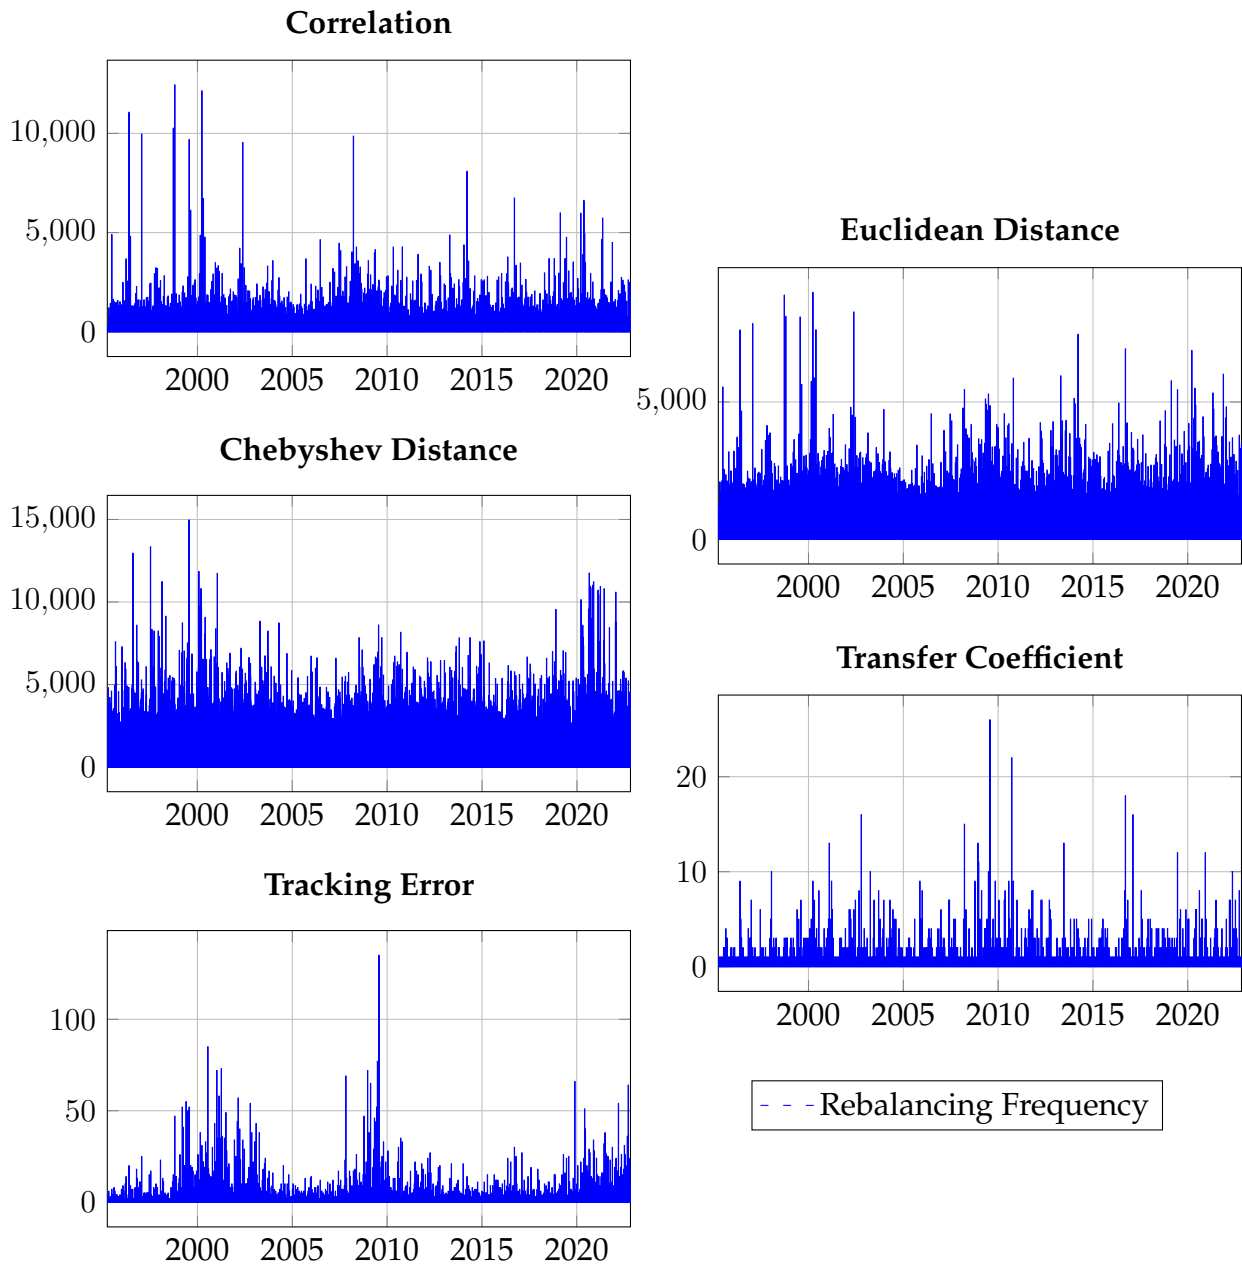 Correlation
10,000
5,000
0
2000 2005 2010 2015 2020
Euclidean Distance
5,000
0
2000 2005 2010 2015 2020
Chebyshev Distance
15,000
10,000
5,000
0
2000 2005 2010 2015 2020
Transfer Coefficient
20
10
0
2000 2005 2010 2015 2020
Tracking Error
100
50
0
2000 2005 2010 2015 2020
Rebalancing Frequency